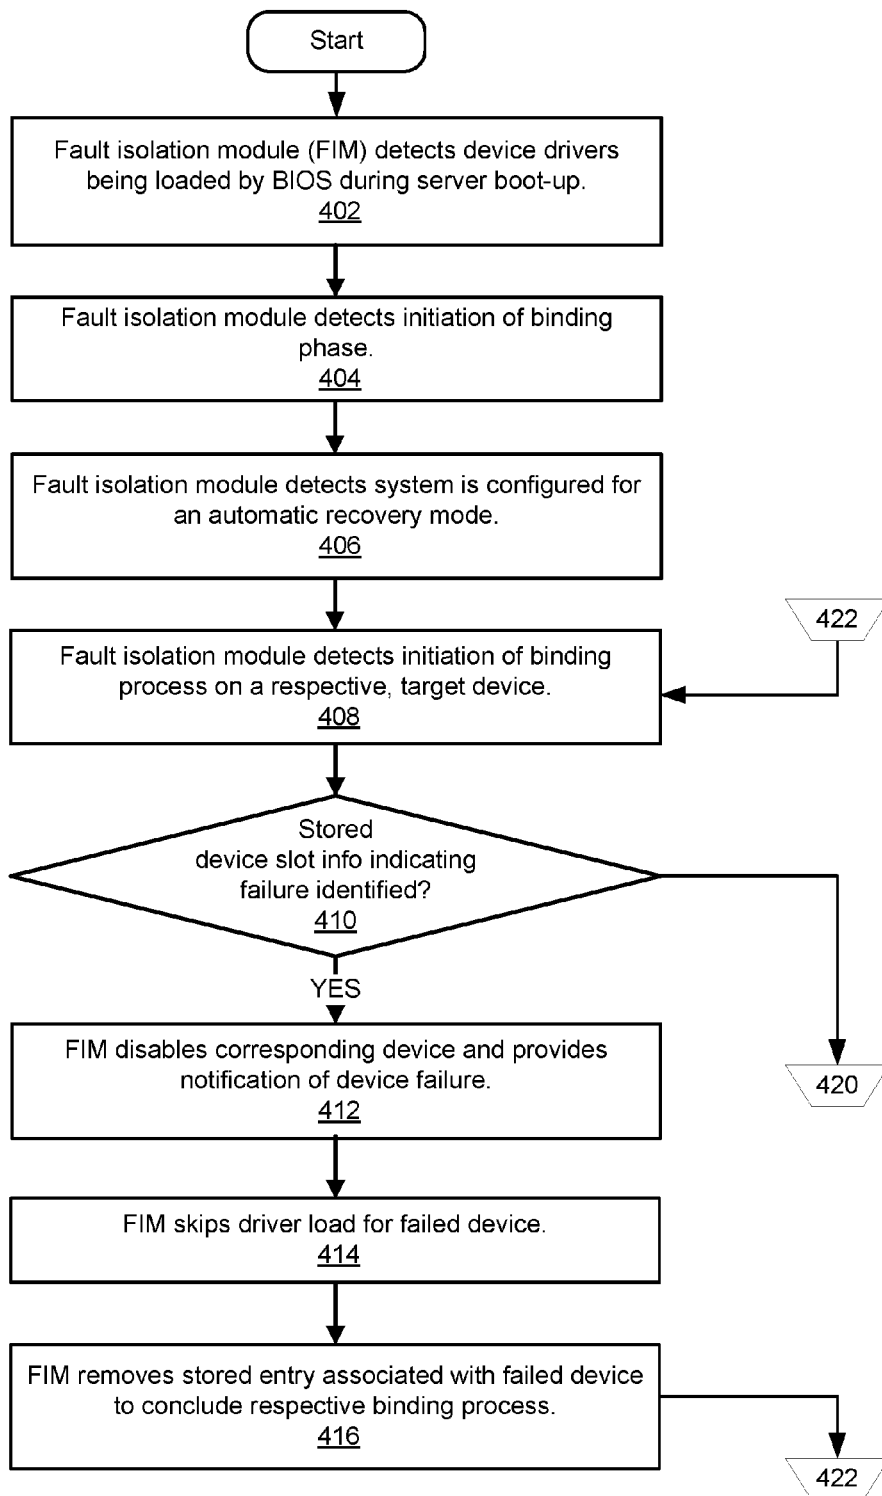 Start
Fault isolation module (FIM) detects device drivers
being loaded by BIOS during server boot-up.
402
Fault isolation module detects initiation of binding
phase.
404
Fault isolation module detects system is configured for
an automatic recovery mode.
406
422
Fault isolation module detects initiation of binding
process on a respective, target device.
408
Stored
device slot info indicating
failure identified?
410
YES
FIM disables corresponding device and provides
notification of device failure.
412
420
FIM skips driver load for failed device.
414
FIM removes stored entry associated with failed device
to conclude respective binding process.
416
422